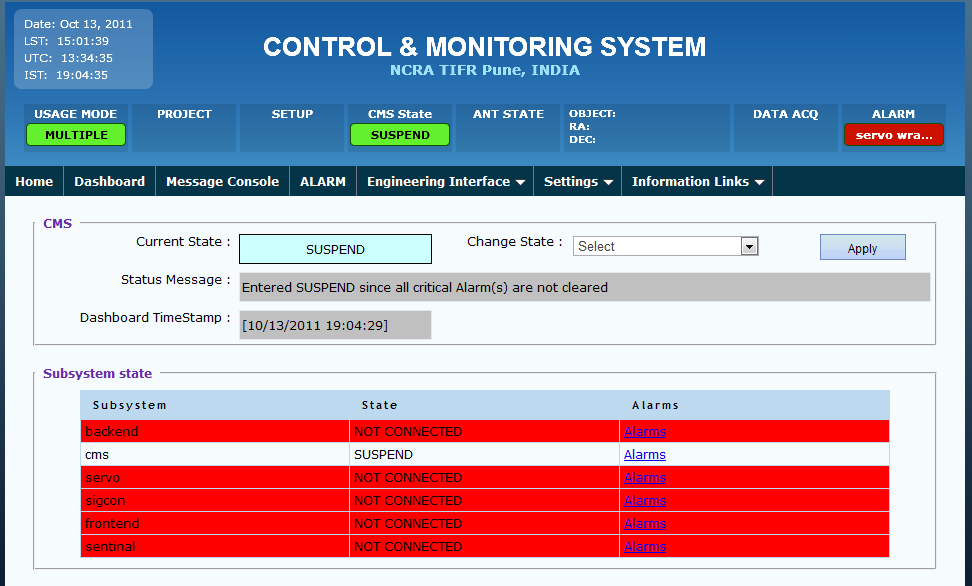 Date: Oct 13, 2011
LST: 15:01:39
UTC: 13:34:35
IST: 19:04:35
CONTROL & MONITORING SYSTEM
NCRA TIFR Pune, INDIA
USAGE MODE PROJECT SETUP CMS State ANT STATE OBJECT: DATA ACQ ALARM
RA:
MULTIPLE SUSPEND servo wra...
DEC:
Home Dashboard Message Console ALARM Engineering Interface Settings Information Links
CMS
Current State : SUSPEND Change State : Select Apply
Status Message : Entered SUSPEND since all critical Alarm(s) are not cleared
Dashboard TimeStamp : [10/13/2011 19:04:29]
Subsystem state
Subsystem State Alarms
backend NOT CONNECTED Alarms
cms SUSPEND Alarms
servo NOT CONNECTED Alarms
sigcon NOT CONNECTED Alarms
frontend NOT CONNECTED Alarms
sentinal NOT CONNECTED Alarms